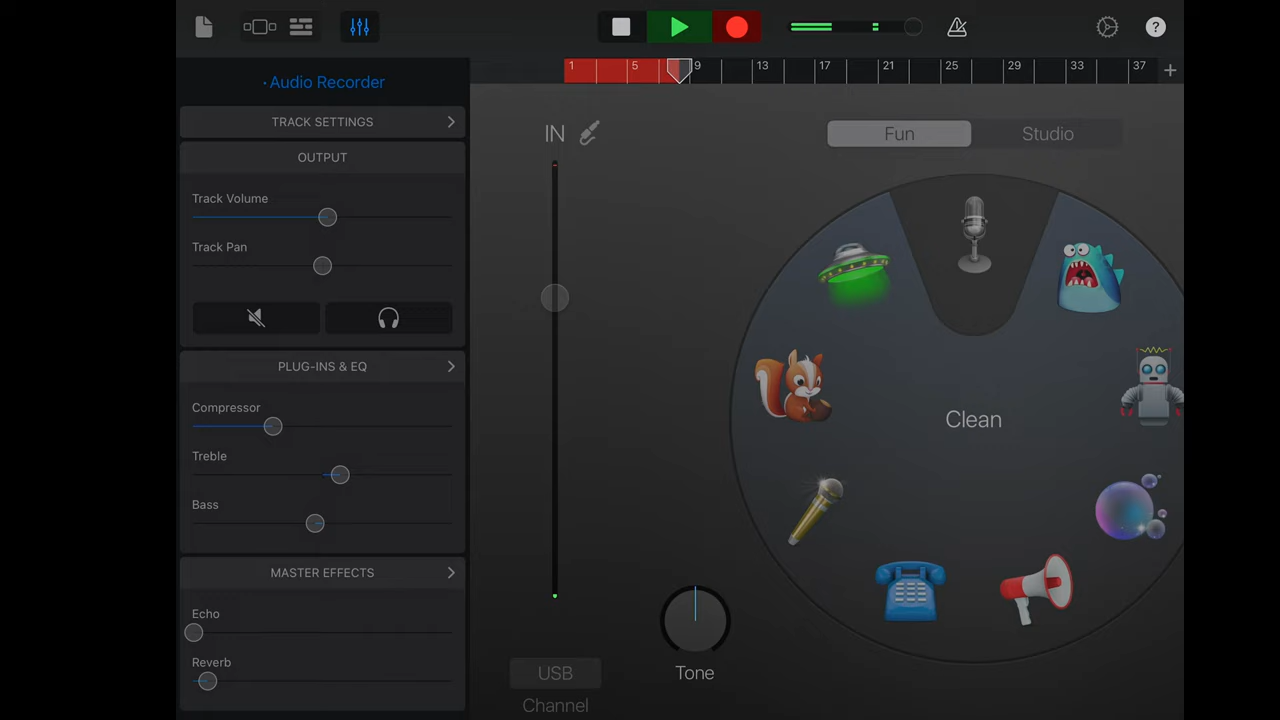 ?
1 5 9 13 17 21 25 29 33 37 +
· Audio Recorder
TRACK SETTINGS
OUTPUT
Track Volume
Track Pan
PLUG-INS & EQ
Compressor
Treble
Bass
MASTER EFFECTS
Echo
Reverb
IN
Fun
Studio
Clean
Tone
USB
Channel